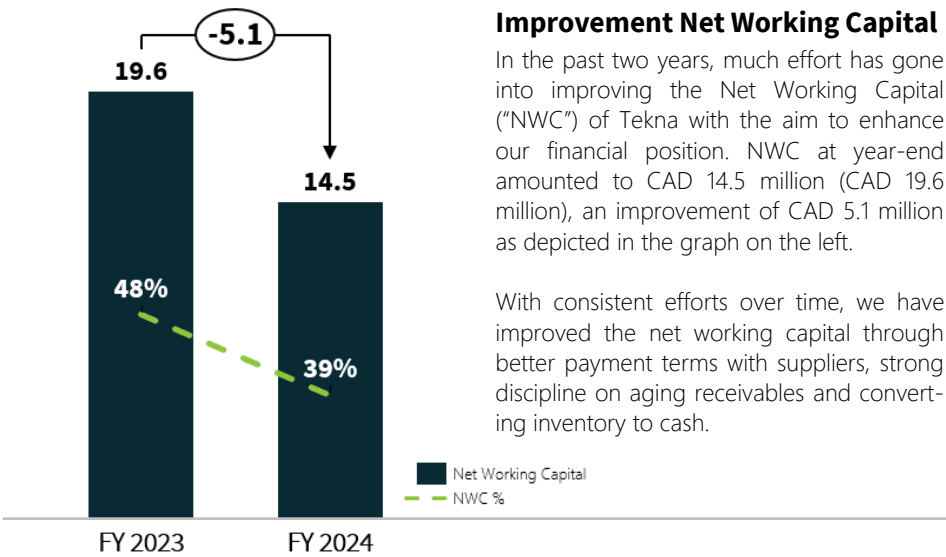 -5.1
19.6
14.5
48%
39%
Net Working Capital
NWC %
FY 2023
FY 2024
Improvement Net Working Capital
In the past two years, much effort has gone
into improving the Net Working Capital
(“NWC”) of Tekna with the aim to enhance
our financial position. NWC at year-end
amounted to CAD 14.5 million (CAD 19.6
million), an improvement of CAD 5.1 million
as depicted in the graph on the left.
With consistent efforts over time, we have
improved the net working capital through
better payment terms with suppliers, strong
discipline on aging receivables and convert-
ing inventory to cash.